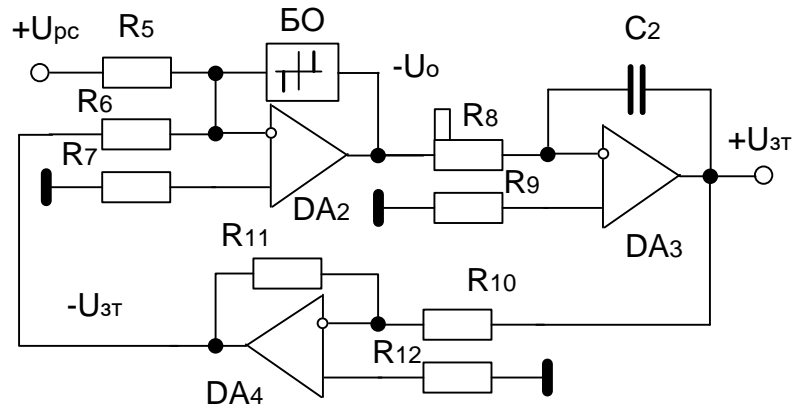 +Uрс
R5
БО
-Uо
C2
R6
R8
+Uзт
R7
DA2
R9
DA3
R11
-Uзт
R10
R12
DA4